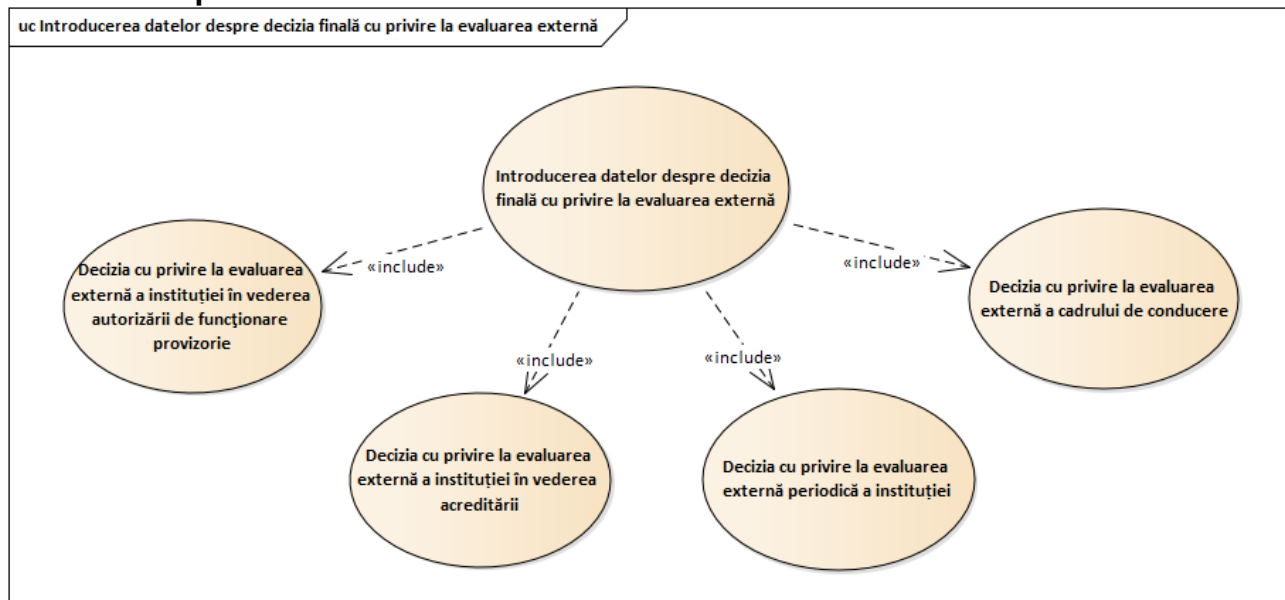 uc Introducerea datelor despre decizia finală cu privire la evaluarea externă
Introducerea datelor despre decizia
finală cu privire la evaluarea externă
«include»
«include»
«include»
«include»
Decizia cu privire la evaluarea
externă a instituției în vederea
autorizării de funcţionare
provizorie
Decizia cu privire la evaluarea
externă a cadrului de conducere
Decizia cu privire la evaluarea
externă a instituției în vederea
acreditării
Decizia cu privire la evaluarea
externă periodică a instituției